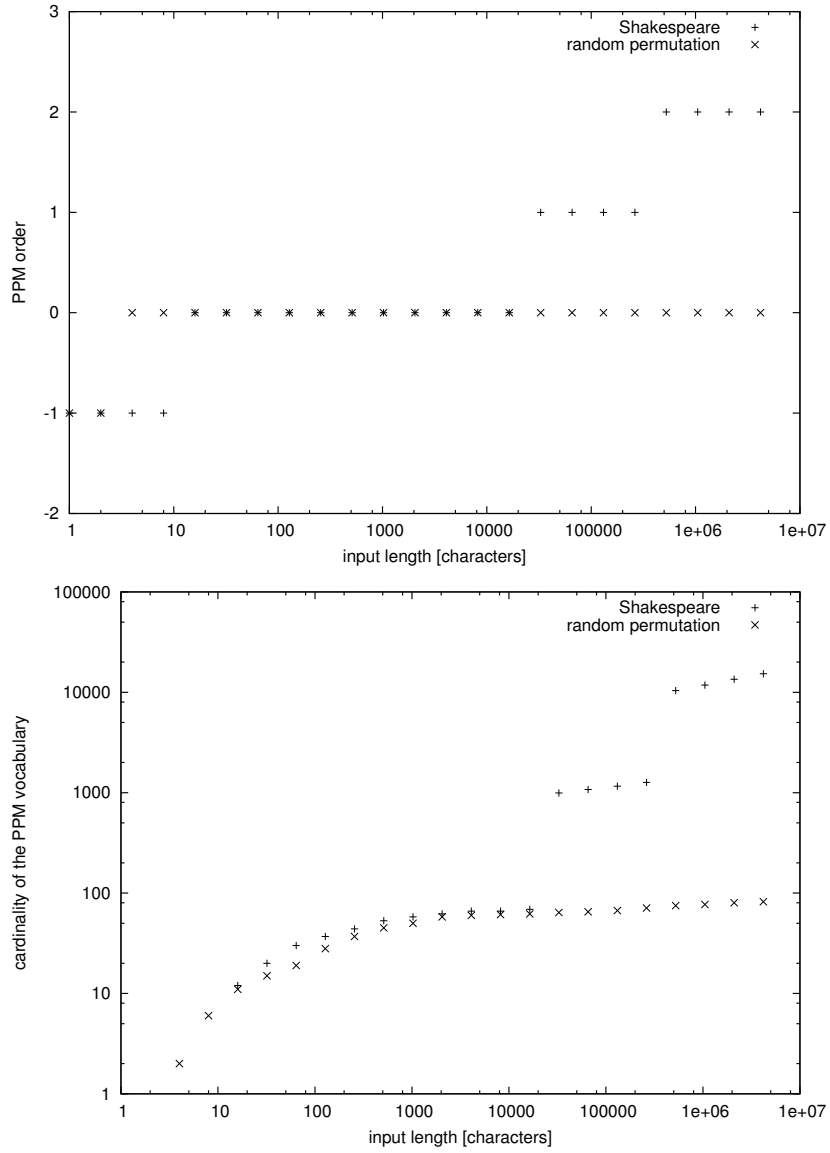 3
2
1
0
-1
-2
1 10 100 1000 10000 100000 1e+06 1e+07
PPM order
input length [characters]
Shakespeare
random permutation
100000
10000
1000
100
10
1
1 10 100 1000 10000 100000 1e+06 1e+07
cardinality of the PPM vocabulary
input length [characters]
Shakespeare
random permutation